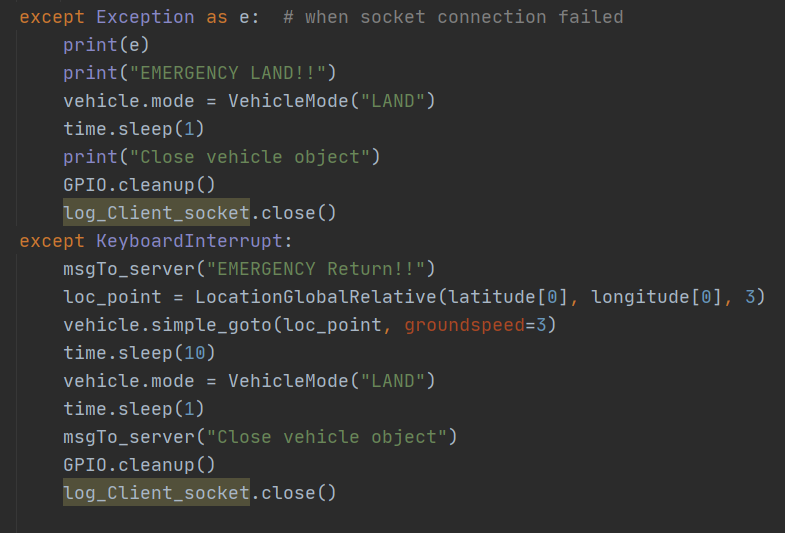 except Exception as e:  # when socket connection failed
    print(e)
    print("EMERGENCY LAND!!")
    vehicle.mode = VehicleMode("LAND")
    time.sleep(1)
    print("Close vehicle object")
    GPIO.cleanup()
    log_Client_socket.close()
except KeyboardInterrupt:
    msgTo_server("EMERGENCY Return!!")
    loc_point = LocationGlobalRelative(latitude[0], longitude[0], 3)
    vehicle.simple_goto(loc_point, groundspeed=3)
    time.sleep(10)
    vehicle.mode = VehicleMode("LAND")
    time.sleep(1)
    msgTo_server("Close vehicle object")
    GPIO.cleanup()
    log_Client_socket.close()